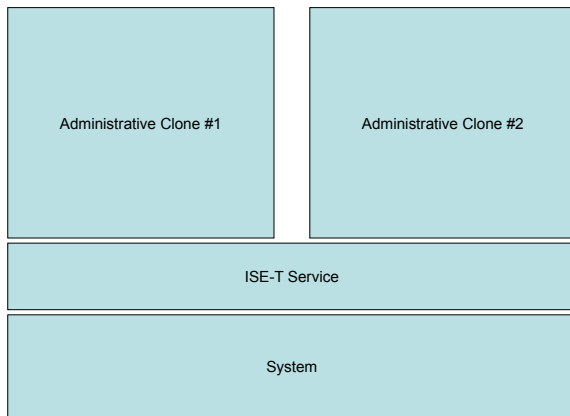 Administrative Clone #1
Administrative Clone #2
ISE-T Service
System